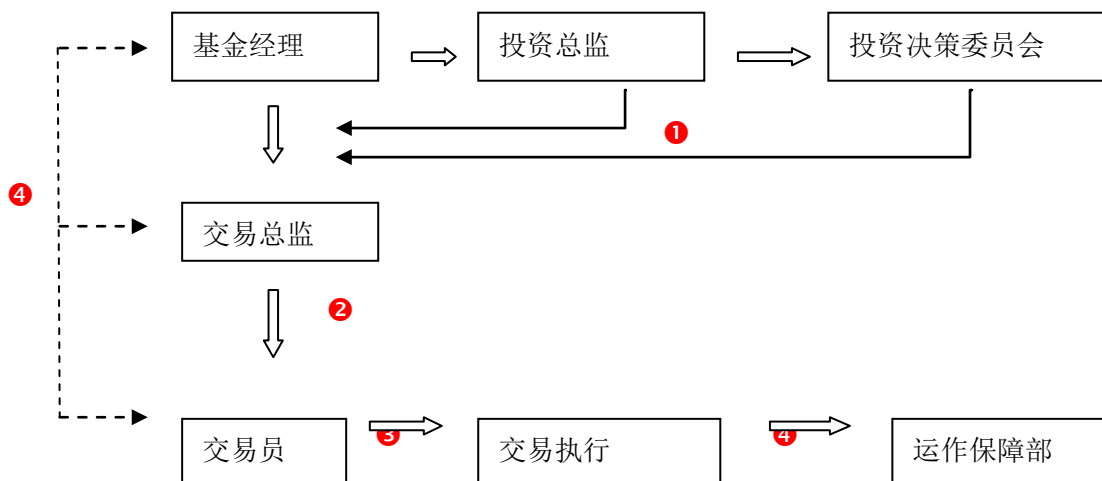 基金经理
投资总监
投资决策委员会
❶
❹
交易总监
❷
交易员
❸
交易执行
❹
运作保障部